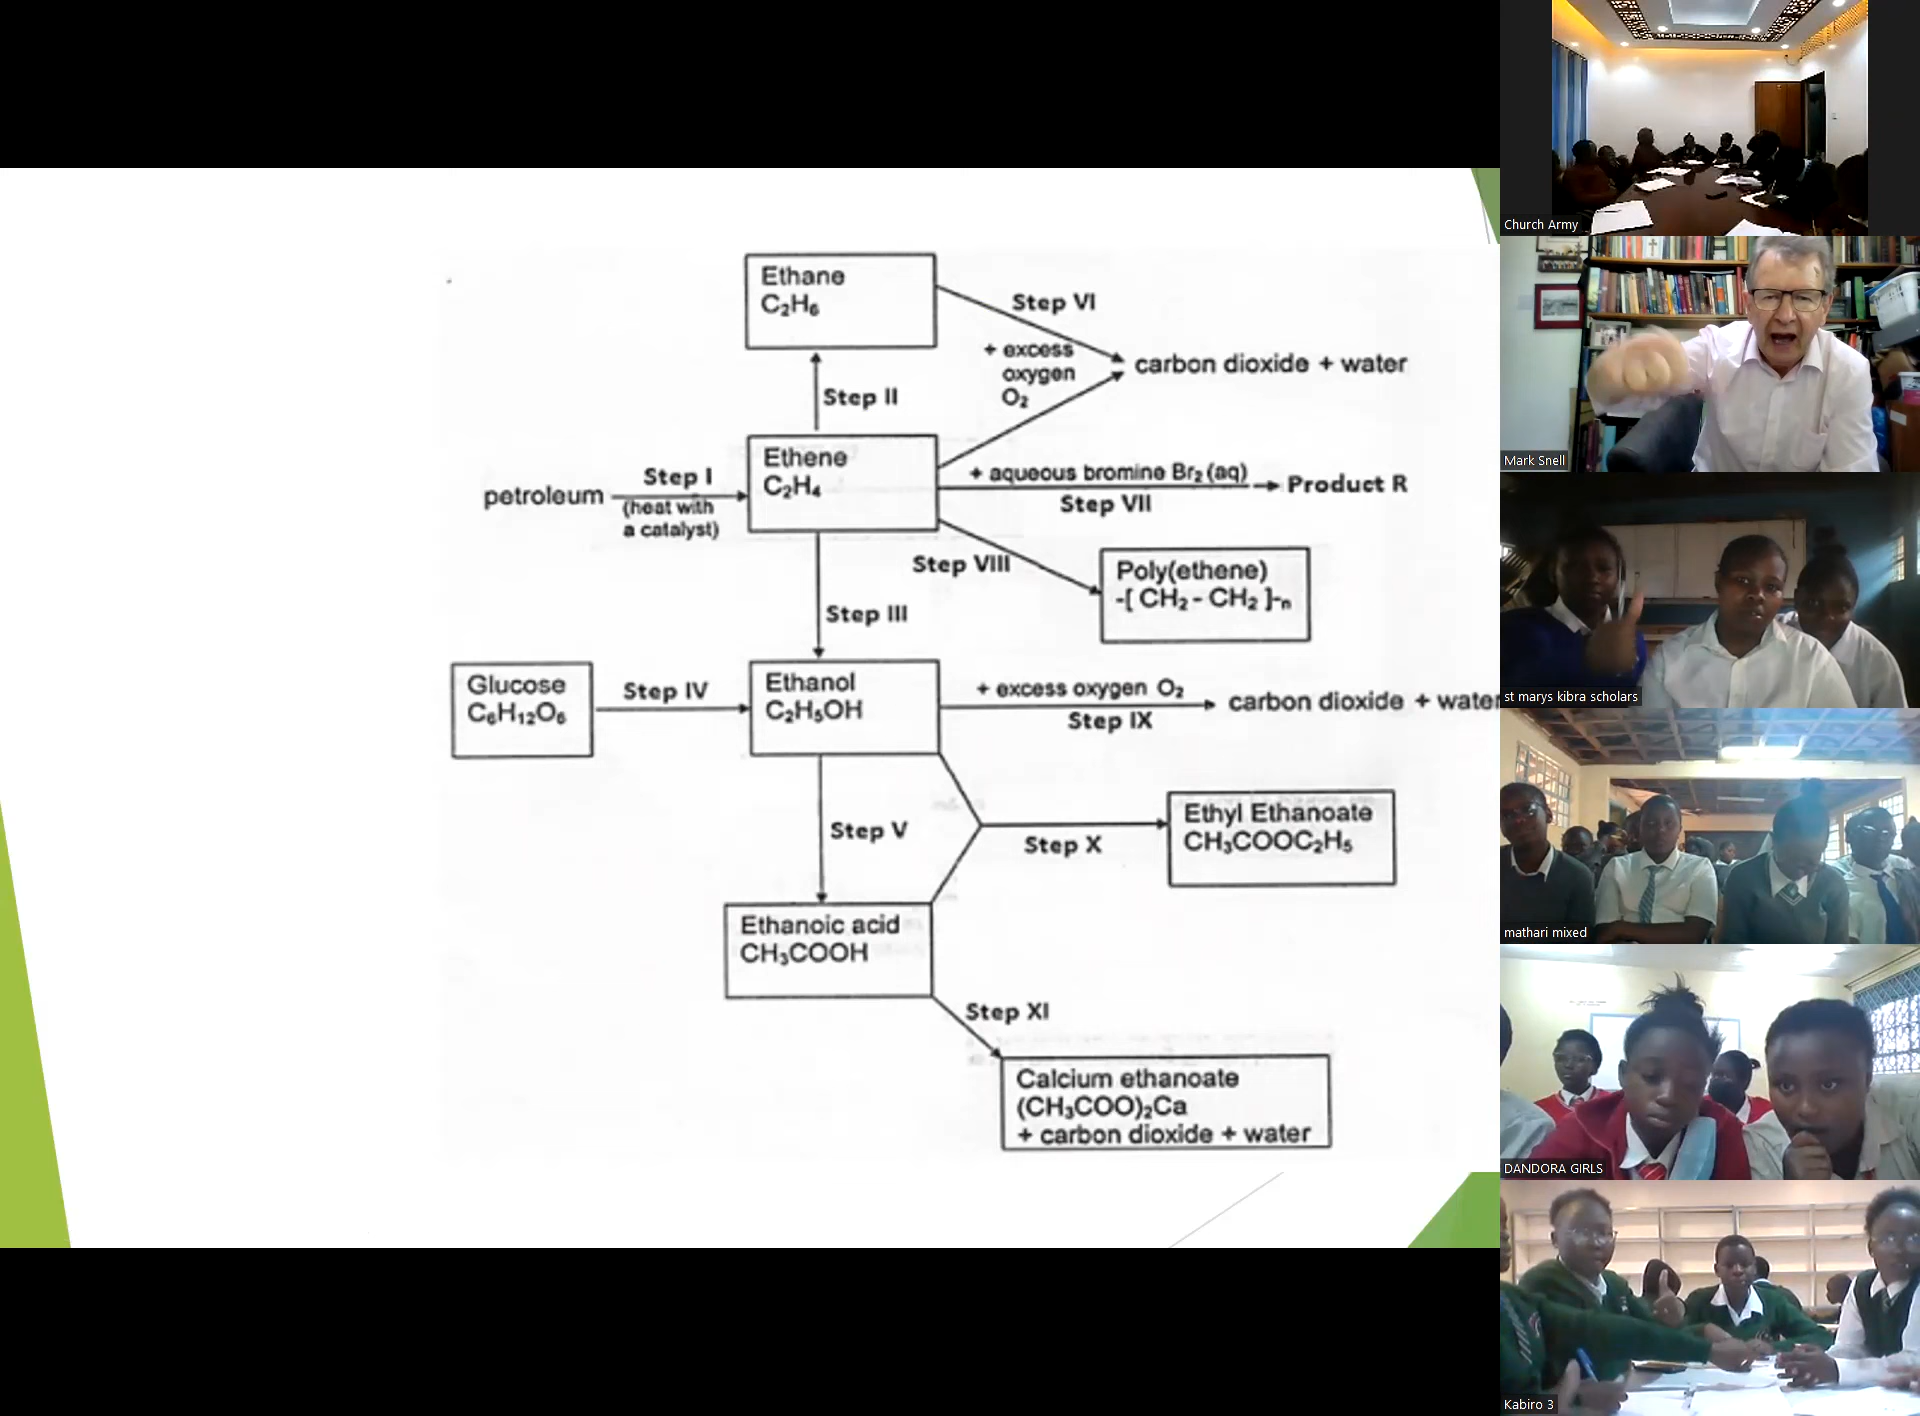 Ethane
C₂H₆
Step VI
+ excess
oxygen
O₂
carbon dioxide + water
Step II
Ethene
C₂H₄
petroleum
Step I
(heat with
a catalyst)
+ aqueous bromine Br₂ (aq)
Step VII
Product R
Step VIII
Poly(ethene)
-[ CH₂ - CH₂ ]-n
Step III
Glucose
C₆H₁₂O₆
Step IV
Ethanol
C₂H₅OH
+ excess oxygen O₂
Step IX
carbon dioxide + water
Step V
Step X
Ethyl Ethanoate
CH₃COOC₂H₅
Ethanoic acid
CH₃COOH
Step XI
Calcium ethanoate
(CH₃COO)₂Ca
+ carbon dioxide + water
Church Army
Mark Snell
st marys kibra scholars
mathari mixed
DANDORA GIRLS
Kabiro 3